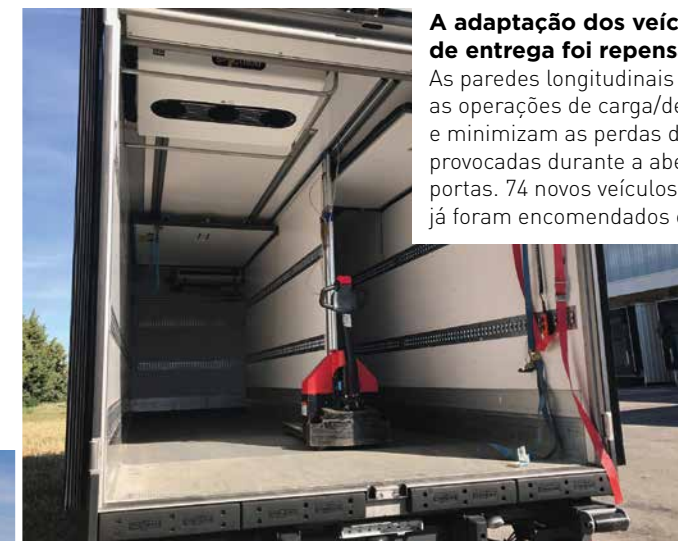 A adaptação dos veíc
de entrega foi repens
As paredes longitudinais
as operações de carga/de
e minimizam as perdas d
provocadas durante a abe
portas. 74 novos veículos
já foram encomendados e